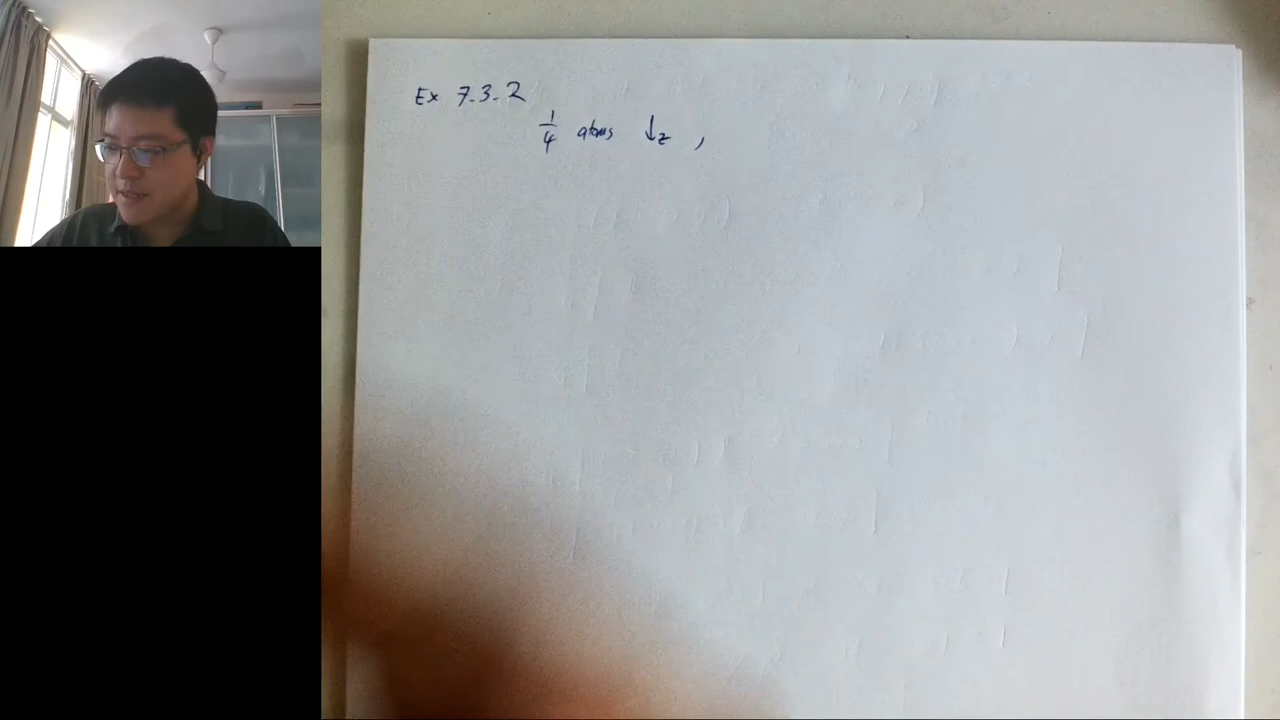 Ex 7.3.2
1/4 atoms ↓z ,